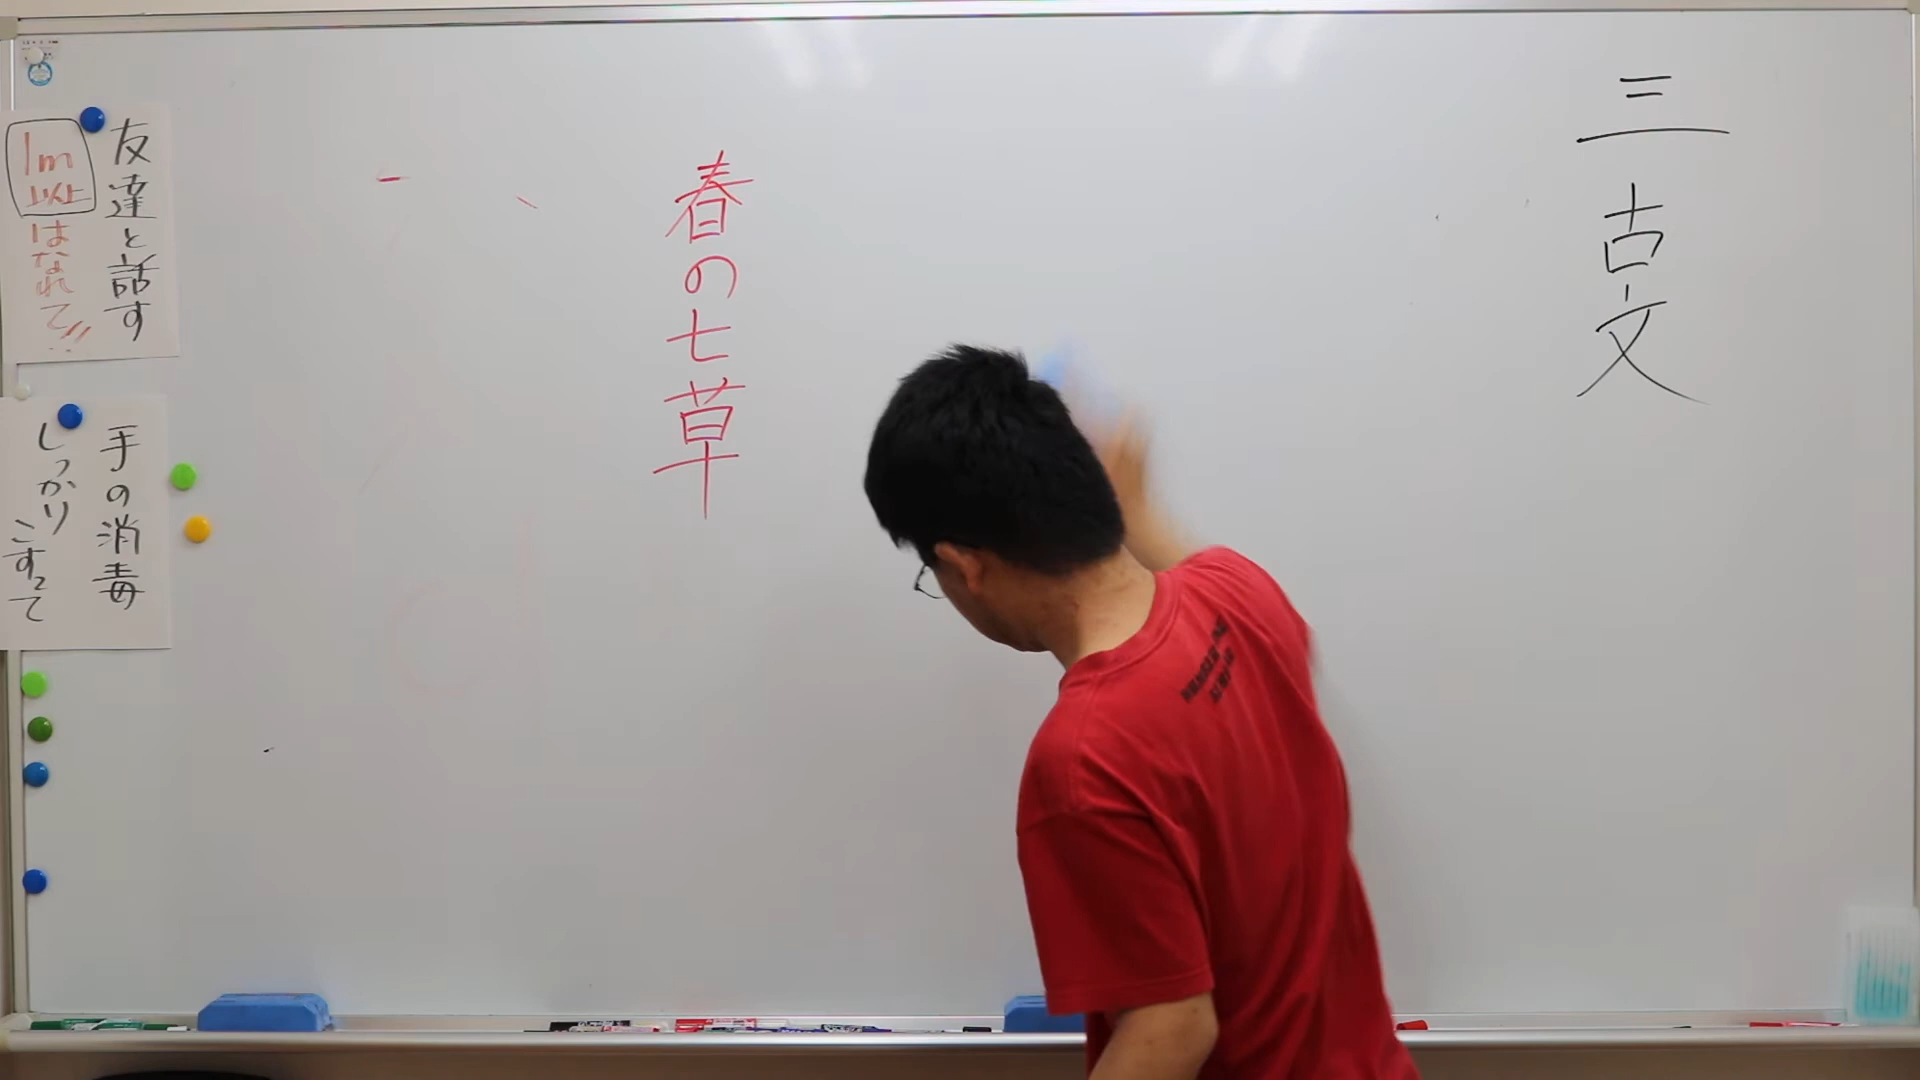 三 古文
春の七草
友達と話す
1m以上はなれて!!
手の消毒
しっかり
こすって